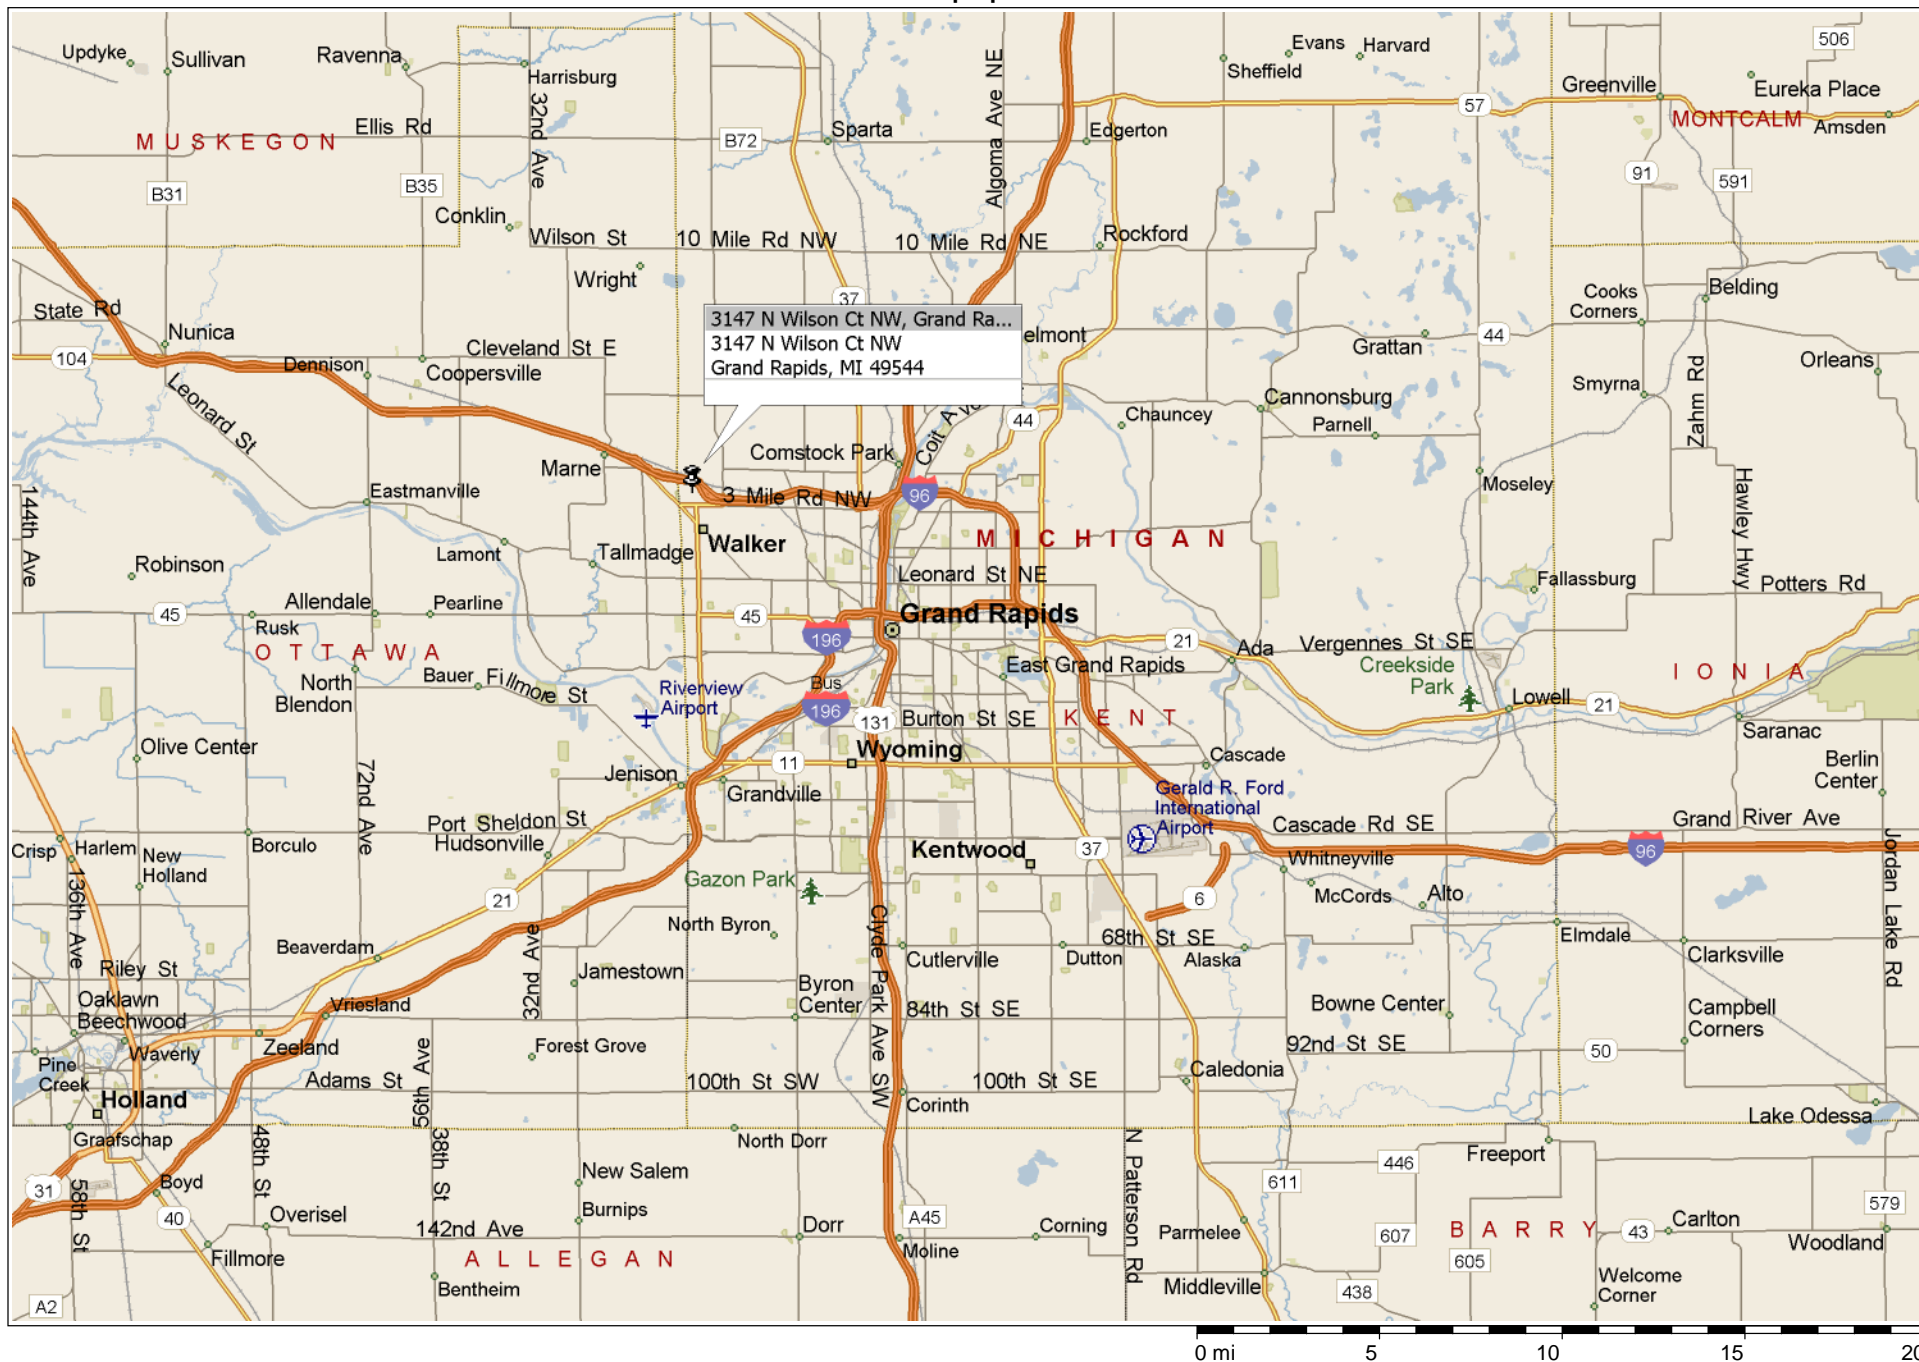 Updyke
Sullivan
Ravenna
Harrisburg
Evans
Harvard
Sheffield
506
Greenville
Eureka Place
57
MONTCALM
Amsden
MUSKEGON
Ellis Rd
32nd Ave
B72
Sparta
Algoma Ave NE
Edgerton
B31
B35
91
591
Conklin
Wilson St
10 Mile Rd NW
10 Mile Rd NE
Rockford
Wright
37
Cooks
Corners
Belding
State Rd
Nunica
3147 N Wilson Ct NW, Grand Ra...
3147 N Wilson Ct NW
Grand Rapids, MI 49544
elmont
44
Grattan
104
Dennison
Cleveland St E
Coopersville
Orleans
Smyrna
Zahm Rd
Leonard St
Cannonsburg
Chauncey
Parnell
44
Coit A
Comstock Park
Marne
Moseley
Hawley Hwy
144th Ave
Eastmanville
3 Mile Rd NW
96
Lamont
Tallmadge
Walker
MICHIGAN
Robinson
Leonard St NE
Fallassburg
Potters Rd
45
Allendale
Pearline
45
Grand Rapids
Rusk
OTTAWA
196
21
Ada
Vergennes St SE
Creekside
Park
IONIA
North
Blendon
Bauer
Fillmore St
Riverview
Airport
Bus
196
East Grand Rapids
131
Burton St SE
KENT
Lowell
21
Saranac
Olive Center
72nd Ave
Wyoming
11
Cascade
Berlin
Center
Jenison
Grandville
Gerald R. Ford
International
Airport
Port Sheldon St
Hudsonville
Cascade Rd SE
Grand River Ave
Crisp
Harlem
New
Holland
Borculo
Kentwood
37
Whitneyville
96
Jordan Lake Rd
136th Ave
Gazon Park
21
6
McCords
Alto
North Byron
Clyde Park Ave SW
68th St SE
Elmdale
Beaverdam
32nd Ave
Cutlerville
Dutton
Alaska
Clarksville
Riley St
Jamestown
Byron
Center
Oaklawn
Beechwood
Vriesland
84th St SE
Bowne Center
Campbell
Corners
Waverly
Zeeland
Forest Grove
92nd St SE
50
Pine
Creek
Adams St
56th Ave
100th St SW
100th St SE
Caledonia
Holland
Corinth
Lake Odessa
Graafschap
48th St
38th St
North Dorr
N Patterson Rd
Freeport
446
New Salem
31
58th St
Boyd
611
579
40
Overisel
Burnips
142nd Ave
Dorr
A45
Corning
Parmelee
607
BARRY
43
Carlton
Woodland
Fillmore
ALLEGAN
Moline
605
Bentheim
Middleville
438
Welcome
Corner
A2
0 mi
5
10
15